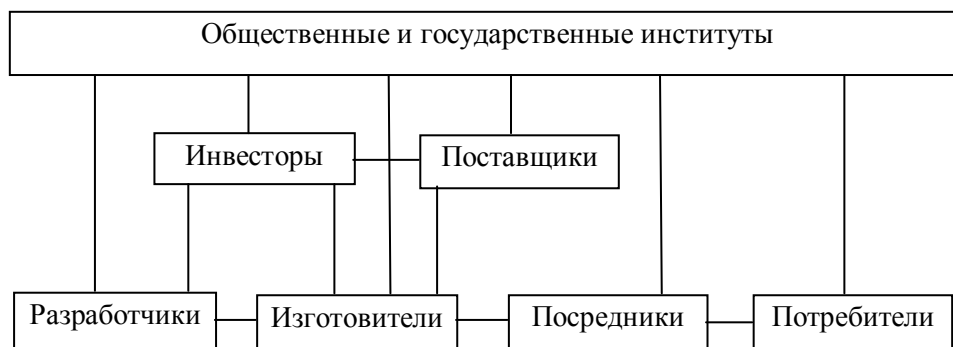 Общественные и государственные институты
Инвесторы
Поставщики
Разработчики
Изготовители
Посредники
Потребители